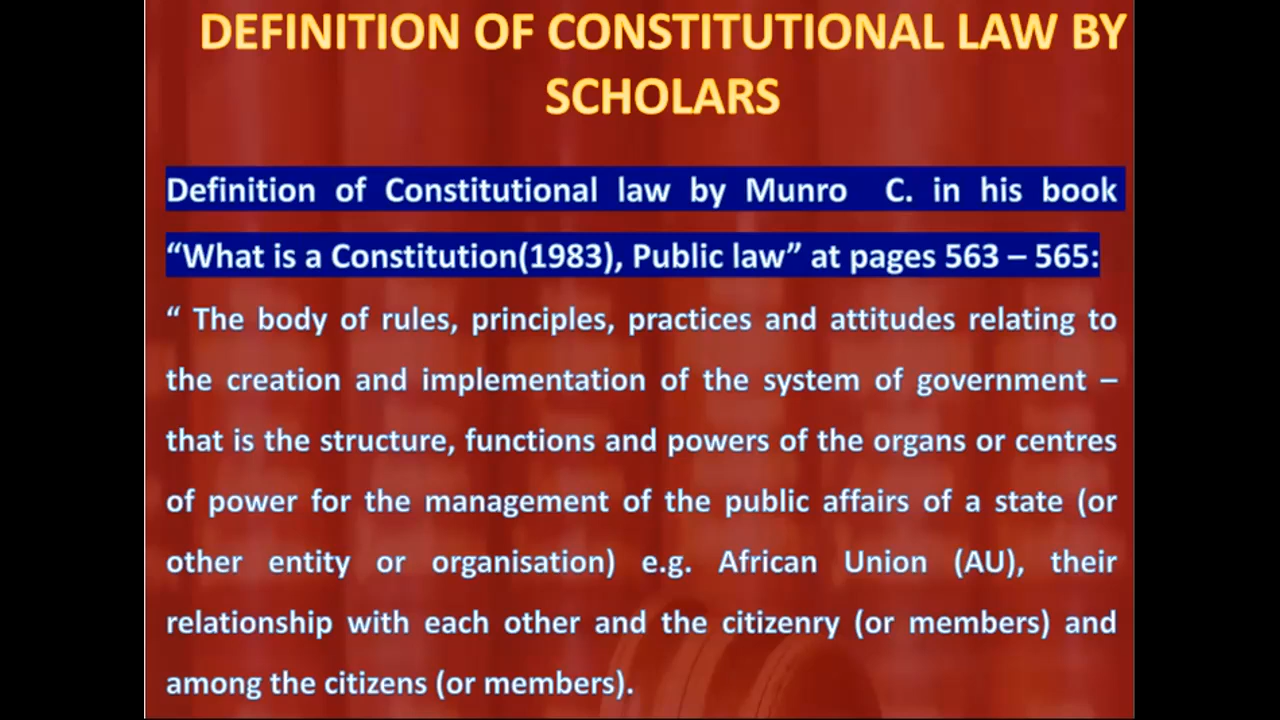 DEFINITION OF CONSTITUTIONAL LAW BY
SCHOLARS
Definition of Constitutional law by Munro C. in his book
“What is a Constitution(1983), Public law” at pages 563 – 565:
“ The body of rules, principles, practices and attitudes relating to
the creation and implementation of the system of government –
that is the structure, functions and powers of the organs or centres
of power for the management of the public affairs of a state (or
other entity or organisation) e.g. African Union (AU), their
relationship with each other and the citizenry (or members) and
among the citizens (or members).